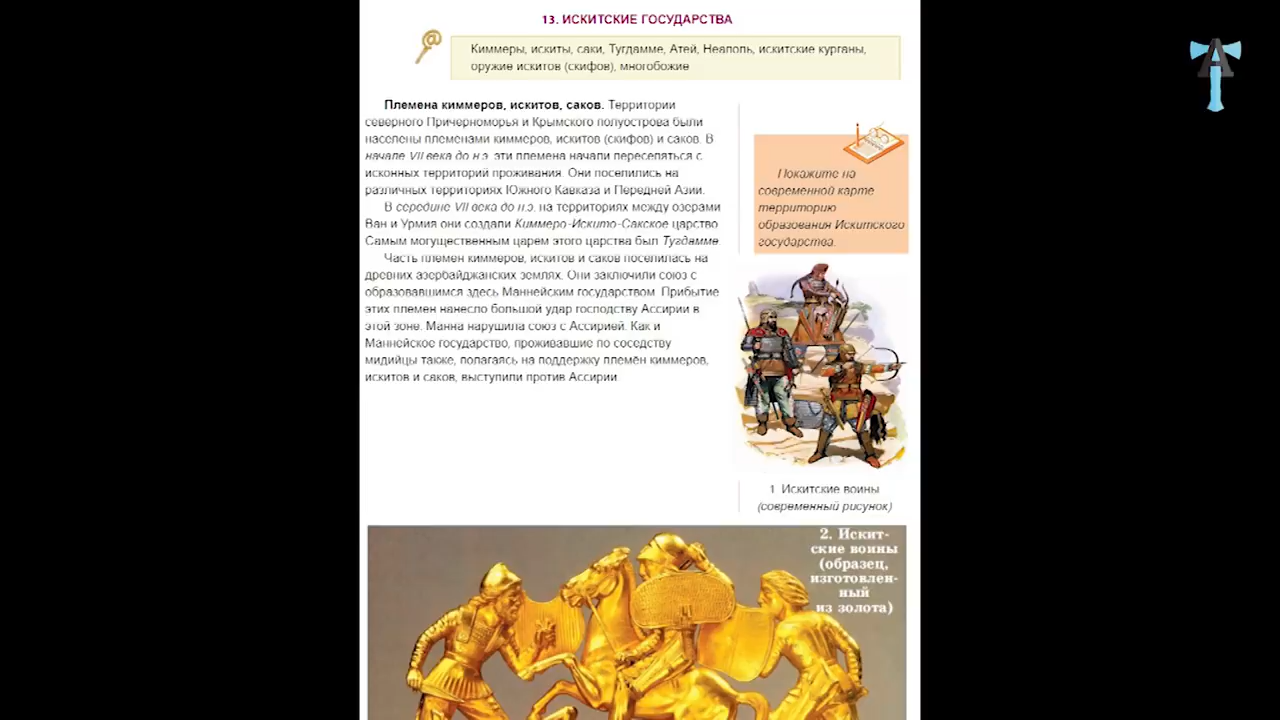 13. ИСКИТСКИЕ ГОСУДАРСТВА
Киммеры, искиты, саки, Тугдамме, Атей, Неаполь, искитские курганы,
оружие искитов (скифов), многобожие
Племена киммеров, искитов, саков. Территории
северного Причерноморья и Крымского полуострова были
населены племенами киммеров, искитов (скифов) и саков. В
начале VII века до н.э. эти племена начали переселяться с
исконных территорий проживания. Они поселились на
различных территориях Южного Кавказа и Передней Азии.
В середине VII века до н.э. на территориях между озерами
Ван и Урмия они создали Киммеро-Искито-Сакское царство.
Самым могущественным царем этого царства был Тугдамме.
Часть племен киммеров, искитов и саков поселилась на
древних азербайджанских землях. Они заключили союз с
образовавшимся здесь Маннейским государством. Прибытие
этих племен нанесло большой удар господству Ассирии в
этой зоне. Манна нарушила союз с Ассирией. Как и
Маннейское государство, проживавшие по соседству
мидийцы также, полагаясь на поддержку племен киммеров,
искитов и саков, выступили против Ассирии.
Покажите на
современной карте
территорию
образования Искитского
государства.
1. Искитские воины
(современный рисунок)
2. Искит-
ские воины
(образец,
изготовлен-
ный
из золота)
А